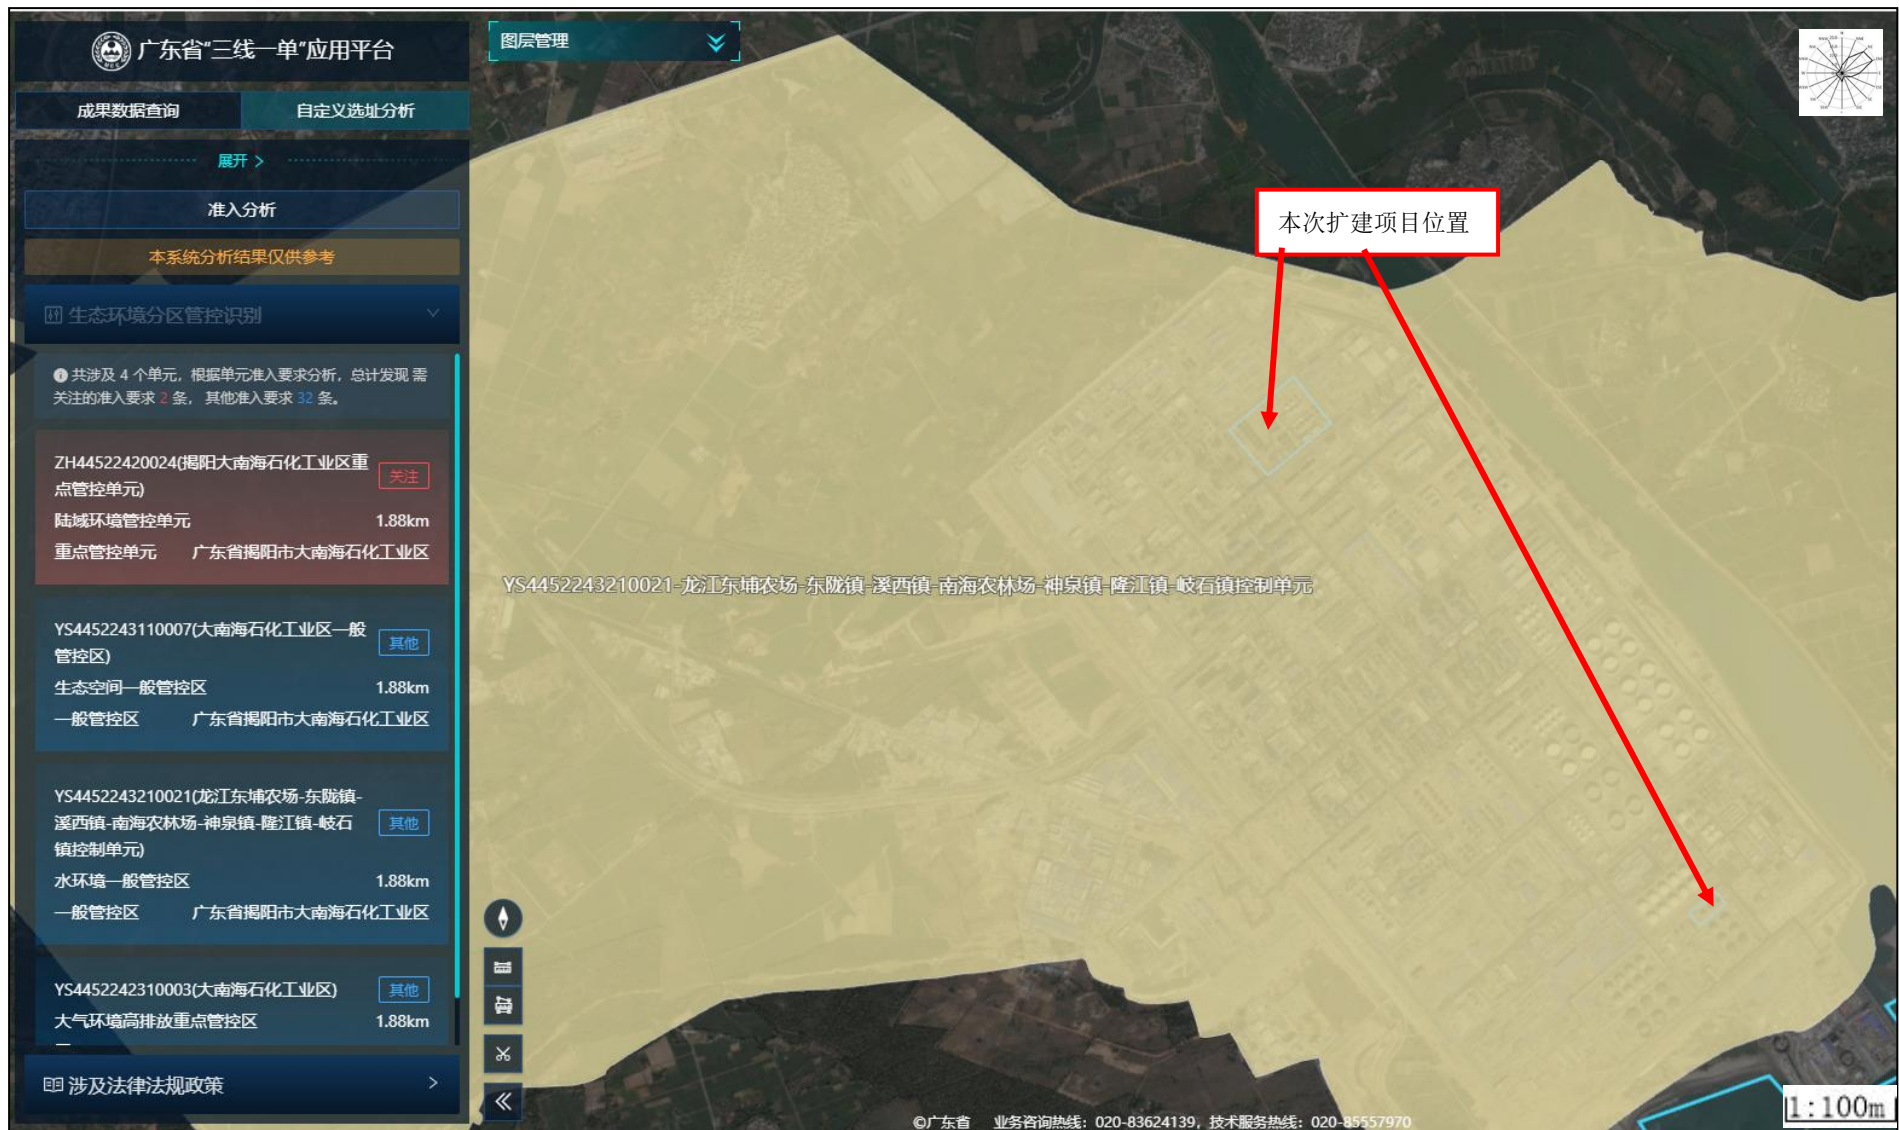 广东省"三线一单"应用平台
成果数据查询
自定义选址分析
展开 >
准入分析
本系统分析结果仅供参考
生态环境分区管控识别
共涉及 4 个单元，根据单元准入要求分析，总计发现 需
关注的准入要求 2 条， 其他准入要求 32 条。
ZH44522420024(揭阳大南海石化工业区重
点管控单元)
关注
陆域环境管控单元 1.88km
重点管控单元 广东省揭阳市大南海石化工业区
YS4452243110007(大南海石化工业区一般
管控区)
其他
生态空间一般管控区 1.88km
一般管控区 广东省揭阳市大南海石化工业区
YS4452243210021(龙江东埔农场-东陇镇-
溪西镇-南海农林场-神泉镇-隆江镇-岐石
镇控制单元)
其他
水环境一般管控区 1.88km
一般管控区 广东省揭阳市大南海石化工业区
YS4452242310003(大南海石化工业区)
其他
大气环境高排放重点管控区 1.88km
涉及法律法规政策 >
图层管理
本次扩建项目位置
YS4452243210021-龙江东埔农场-东陇镇-溪西镇-南海农林场-神泉镇-隆江镇-岐石镇控制单元
©广东省 业务咨询热线：020-83624139，技术服务热线：020-85557970
1:100m